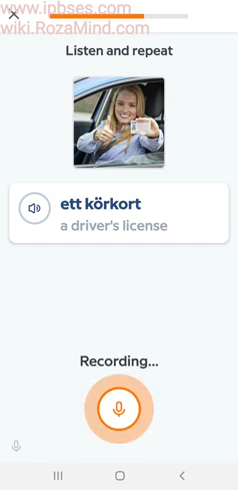 www.ipbses.com
wiki.RozaMind.com
Listen and repeat
ett körkort
a driver's license
Recording...